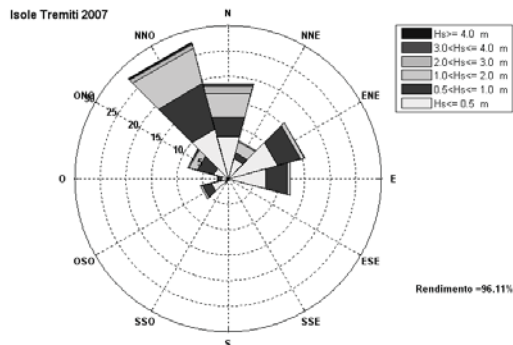 Isole Tremiti 2007
N
NNO
NNE
Hs>= 4.0 m
3.0<Hs<= 4.0 m
2.0<Hs<= 3.0 m
1.0<Hs<= 2.0 m
0.5<Hs<= 1.0 m
Hs<= 0.5 m
ONO
ENE
30
25
20
15
10
5
O
E
OSO
ESE
Rendimento =96.11%
SSO
SSE
S